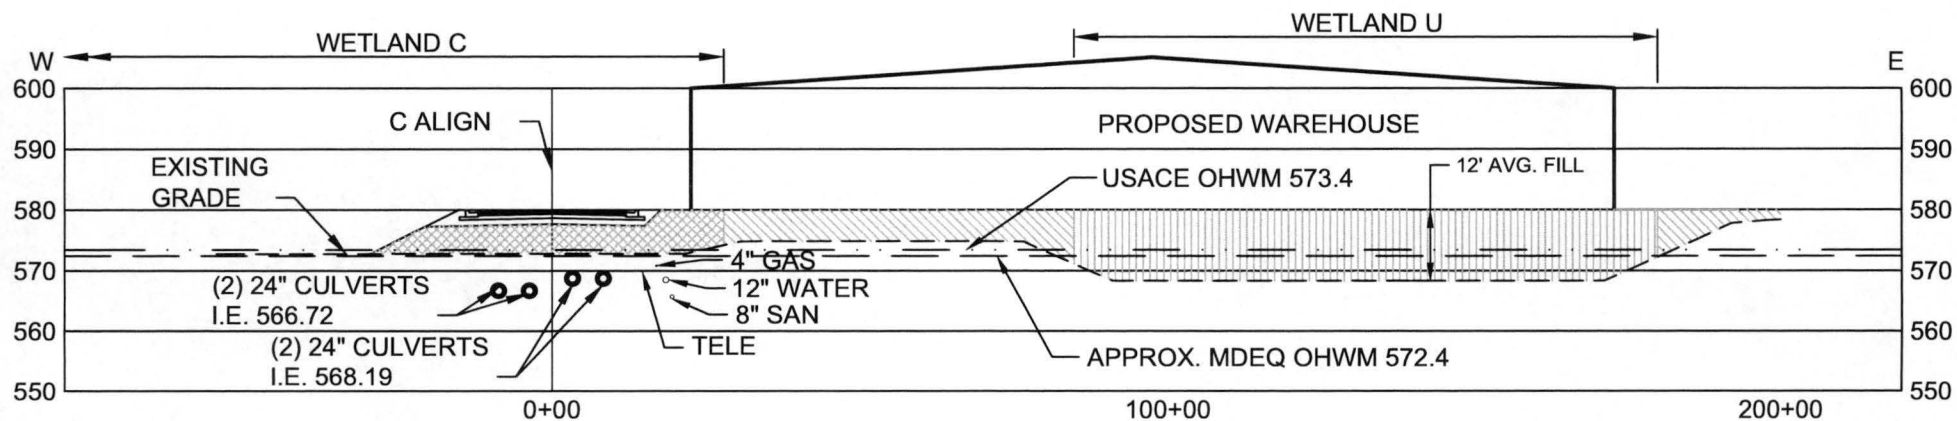 WETLAND C
WETLAND U
W
E
600
600
C ALIGN
PROPOSED WAREHOUSE
590
590
EXISTING
GRADE
USACE OHWM 573.4
12' AVG. FILL
580
580
570
570
4" GAS
(2) 24" CULVERTS
I.E. 566.72
12" WATER
8" SAN
560
560
(2) 24" CULVERTS
I.E. 568.19
TELE
APPROX. MDEQ OHWM 572.4
550
550
0+00
100+00
200+00